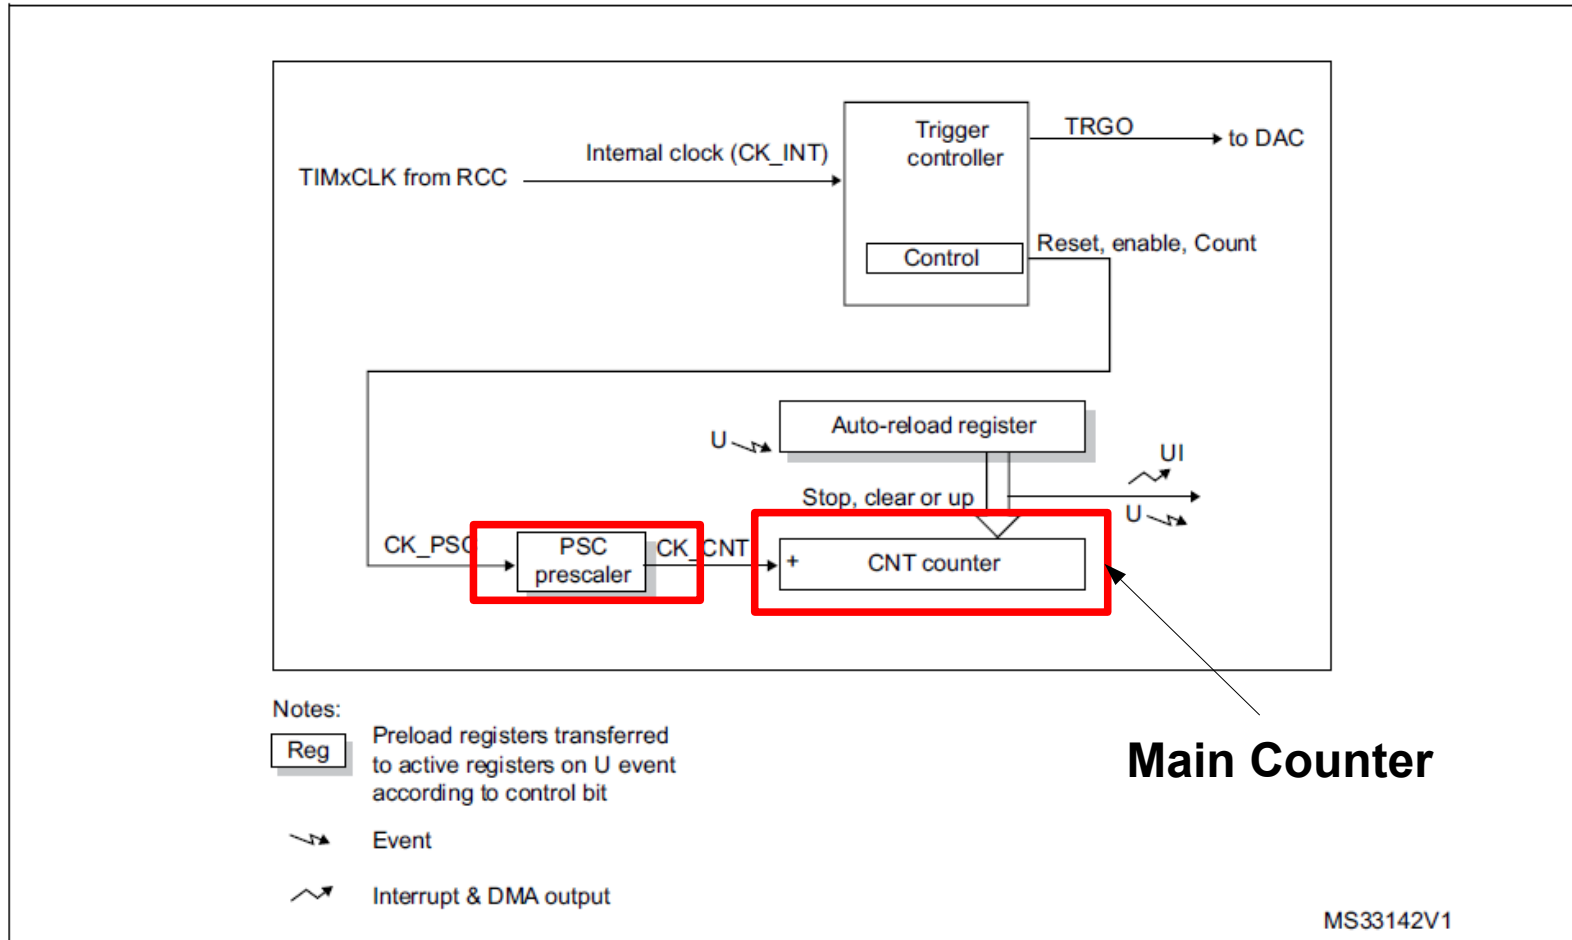 Trigger
controller
TRGO
to DAC
Internal clock (CK_INT)
TIMxCLK from RCC
Control
Reset, enable, Count
Auto-reload register
U
UI
Stop, clear or up
U
CK_PSC
PSC
prescaler
CK_CNT
+
CNT counter
Notes:
Reg
Preload registers transferred
to active registers on U event
according to control bit
Main Counter
Event
Interrupt & DMA output
MS33142V1